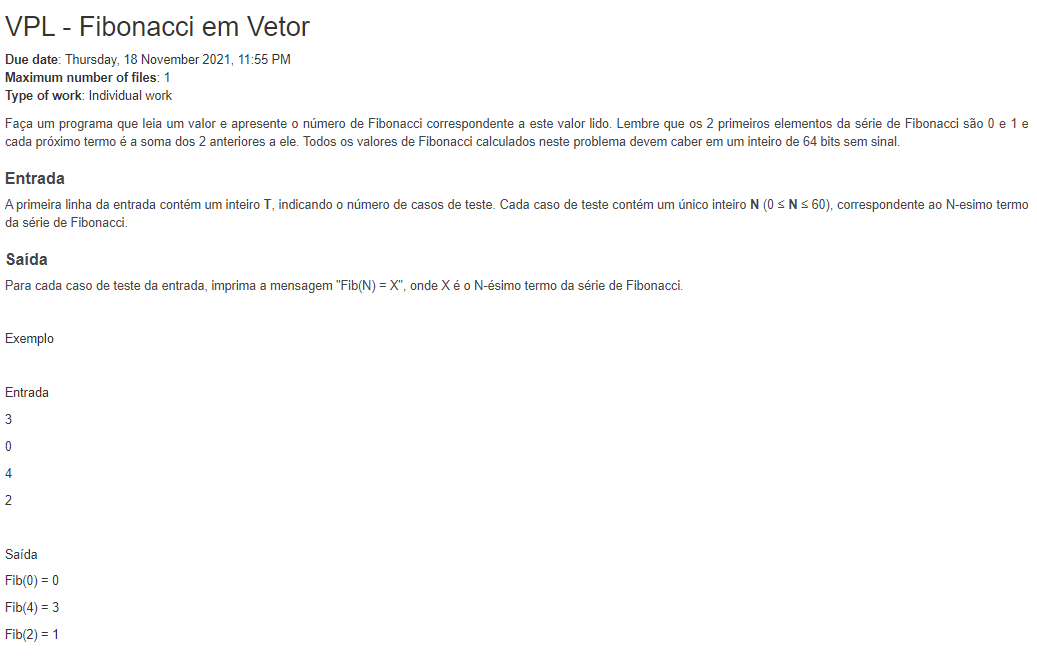 VPL - Fibonacci em Vetor
Due date: Thursday, 18 November 2021, 11:55 PM
Maximum number of files: 1
Type of work: Individual work
Faça um programa que leia um valor e apresente o número de Fibonacci correspondente a este valor lido. Lembre que os 2 primeiros elementos da série de Fibonacci são 0 e 1 e
cada próximo termo é a soma dos 2 anteriores a ele. Todos os valores de Fibonacci calculados neste problema devem caber em um inteiro de 64 bits sem sinal.
Entrada
A primeira linha da entrada contém um inteiro T, indicando o número de casos de teste. Cada caso de teste contém um único inteiro N (0 ≤ N ≤ 60), correspondente ao N-esimo termo
da série de Fibonacci.
Saída
Para cada caso de teste da entrada, imprima a mensagem "Fib(N) = X", onde X é o N-ésimo termo da série de Fibonacci.
Exemplo
Entrada
3
0
4
2
Saída
Fib(0) = 0
Fib(4) = 3
Fib(2) = 1